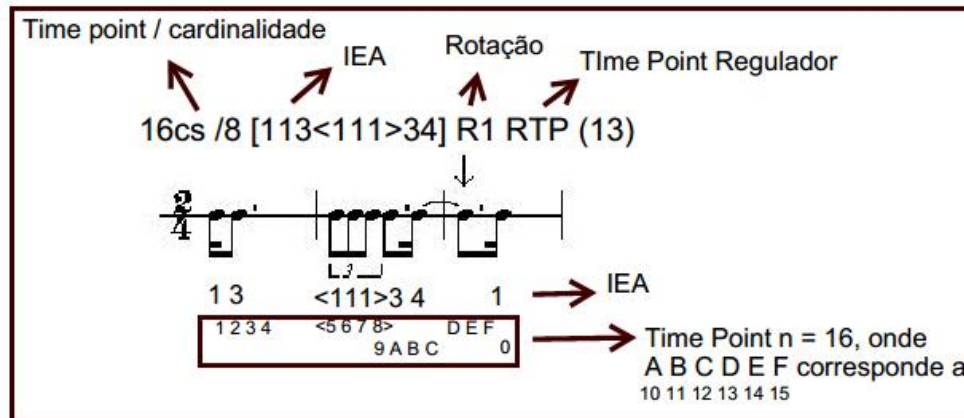 Time point / cardinalidade
IEA
Rotação
TIme Point Regulador
16cs /8 [113<111>34] R1 RTP (13)
2
4
3
1 3 <111>3 4 1
IEA
1 2 3 4 <5 6 7 8> D E F
9 A B C 0
Time Point n = 16, onde
A B C D E F corresponde a
10 11 12 13 14 15